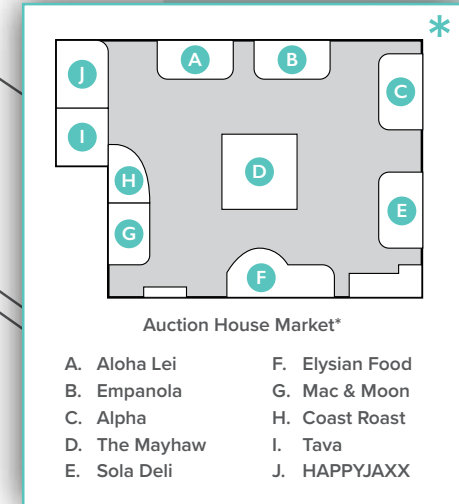 *
J
A
B
C
I
H
D
G
E
F
Auction House Market*
A. Aloha Lei
B. Empanola
C. Alpha
D. The Mayhaw
E. Sola Deli
F. Elysian Food
G. Mac & Moon
H. Coast Roast
I. Tava
J. HAPPYJAXX